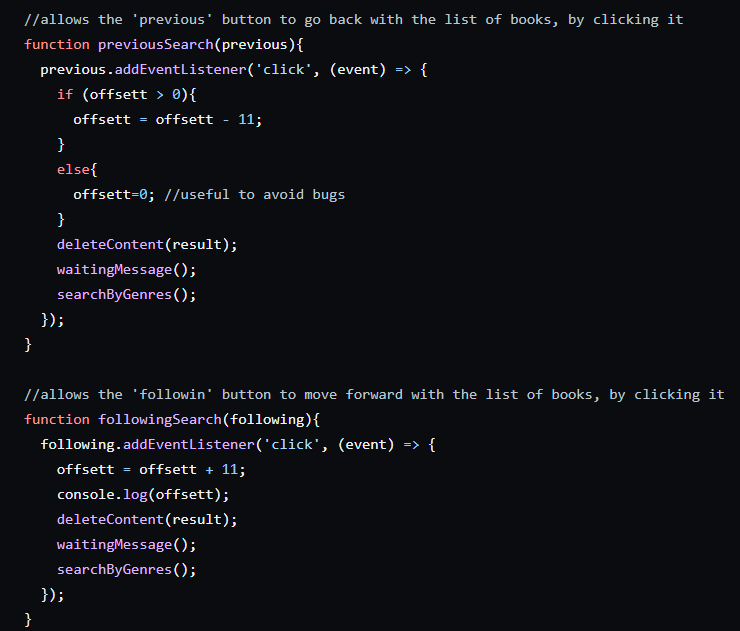 //allows the 'previous' button to go back with the list of books, by clicking it
function previousSearch(previous){
  previous.addEventListener('click', (event) => {
    if (offsett > 0){
      offsett = offsett - 11;
    }
    else{
      offsett=0; //useful to avoid bugs
    }
    deleteContent(result);
    waitingMessage();
    searchByGenres();
  });
}

//allows the 'followin' button to move forward with the list of books, by clicking it
function followingSearch(following){
  following.addEventListener('click', (event) => {
    offsett = offsett + 11;
    console.log(offsett);
    deleteContent(result);
    waitingMessage();
    searchByGenres();
  });
}